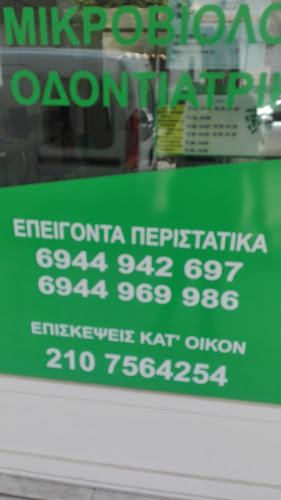 ΜΙΚΡΟΒΙΟΛΟ
ΟΔΟΝΤΙΑΤΡΙ
ΕΠΕΙΓΟΝΤΑ ΠΕΡΙΣΤΑΤΙΚΑ
6944 942 697
6944 969 986
ΕΠΙΣΚΕΨΕΙΣ ΚΑΤ' ΟΙΚΟΝ
210 7564254